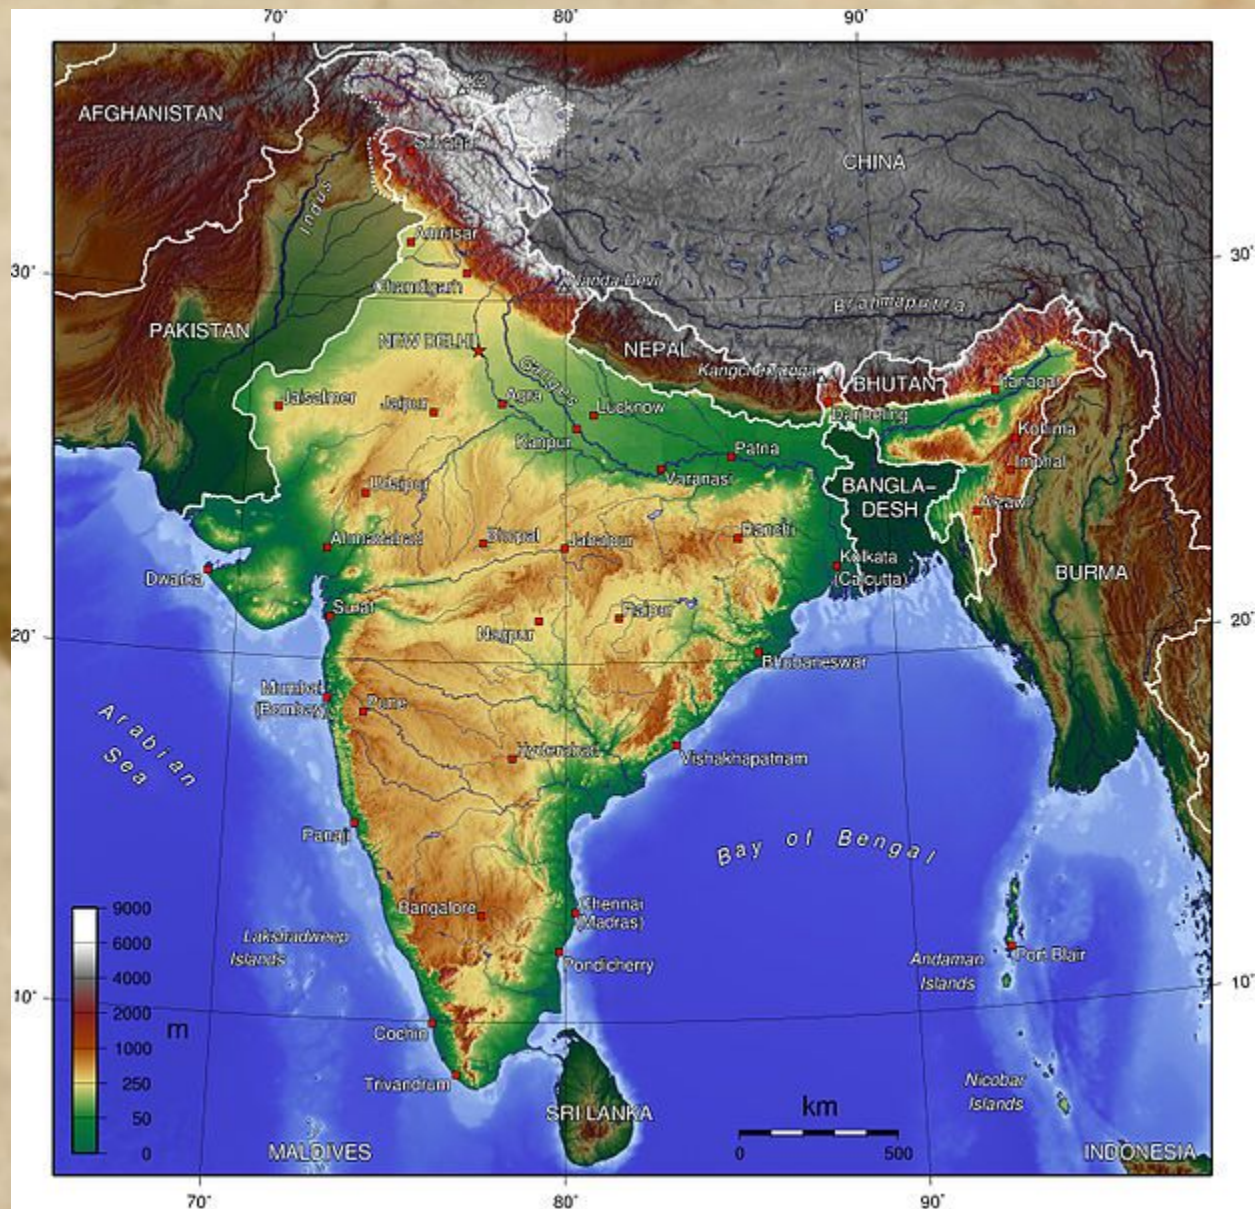 70°
80°
90°
AFGHANISTAN
K2
CHINA
Srinagar
Indus
Amritsar
30°
30°
Chandigarh
Nanda Devi
Brahmaputra
PAKISTAN
NEW DELHI
NEPAL
Ganges
BHUTAN
Jaisalmer
Jaipur
Agra
Lucknow
Darjeeling
Kanpur
Kohima
Patna
Imphal
Varanasi
Udaipur
BANGLA–
DESH
Ahmadabad
Bhopal
Jabalpur
Ranchi
Dwarka
Kolkata
(Calcutta)
BURMA
Surat
Raipur
Nagpur
20°
20°
Bhubaneswar
Mumbai
(Bombay)
Pune
Arabian
Sea
Hyderabad
Vishakhapatnam
Panaji
Bay of Bengal
9000
6000
4000
2000
1000
250
50
0
m
Bangalore
Chennai
(Madras)
Lakshadweep
Islands
Pondicherry
Andaman
Islands
Port Blair
10°
10°
Cochin
Trivandrum
Nicobar
Islands
SRI LANKA
km
0
500
MALDIVES
INDONESIA
70°
80°
90°